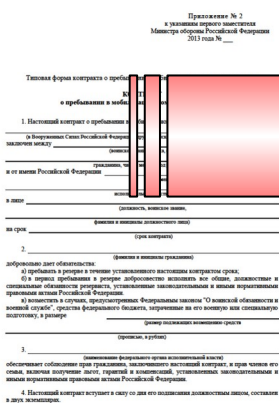 Приложение № 2
к указаниям первого заместителя
Министра обороны Российской Федерации
2013 года № ___
Типовая форма контракта о
о пребывании в
1. Настоящий контракт о пребывании в
(в Вооруженных Силах Российской
заключен между
и от имени Российской Федерации
в лице
(должность, воинское звание,
фамилия и инициалы должностного лица)
на срок
(срок контракта)
2.
(фамилия и инициалы гражданина)
добровольно дает обязательства:
а) пребывать в резерве в течение установленного настоящим контрактом срока;
б) в период пребывания в резерве добросовестно исполнять все общие, должностные и
специальные обязанности резервиста, установленные законодательными и иными нормативными
правовыми актами Российской Федерации.
в) возместить в случаях, предусмотренных Федеральным законом "О воинской обязанности и
военной службе", средства федерального бюджета, затраченные на его военную или специальную
подготовку, в размере
(размер подлежащих возмещению средств
(прописью, в рублях)
3.
(наименование федерального органа исполнительной власти)
обеспечивает соблюдение прав гражданина, заключившего настоящий контракт, и прав членов его
семьи, включая получение льгот, гарантий и компенсаций, установленных законодательными и
иными нормативными правовыми актами Российской Федерации.
4. Настоящий контракт вступает в силу со дня его подписания должностным лицом, составлен
в двух экземплярах.